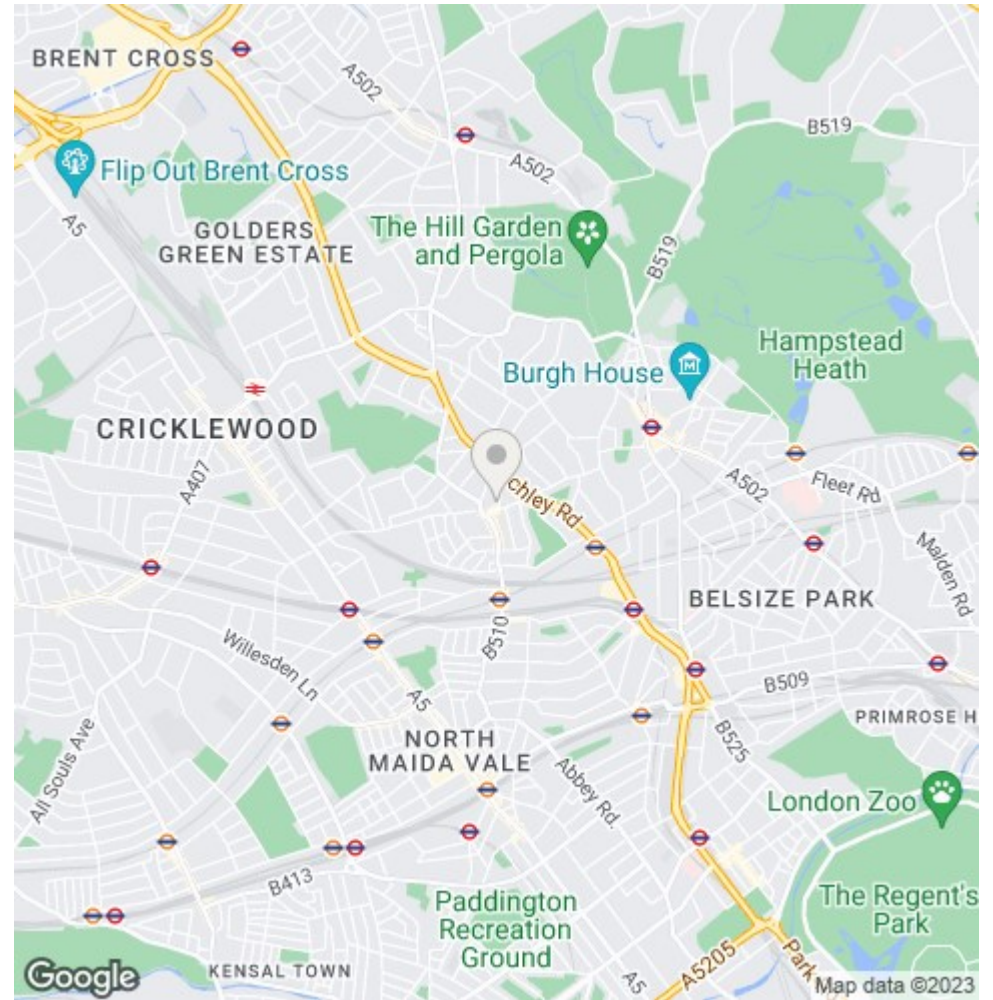 BRENT CROSS
A502
B519
Flip Out Brent Cross
A502
A5
GOLDERS
GREEN ESTATE
The Hill Garden
and Pergola
B519
Hampstead
Heath
Burgh House
CRICKLEWOOD
A407
chley Rd
A502
Fleet Rd
Malden Rd
BELSIZE PARK
B510
Willesden Ln
A5
B509
B525
PRIMROSE H
NORTH
MAIDA VALE
All Souls Ave
Abbey Rd.
London Zoo
B413
Paddington
Recreation
Ground
The Regent's
Park
A5205
Park
A5
KENSAL TOWN
Google
Map data ©2023